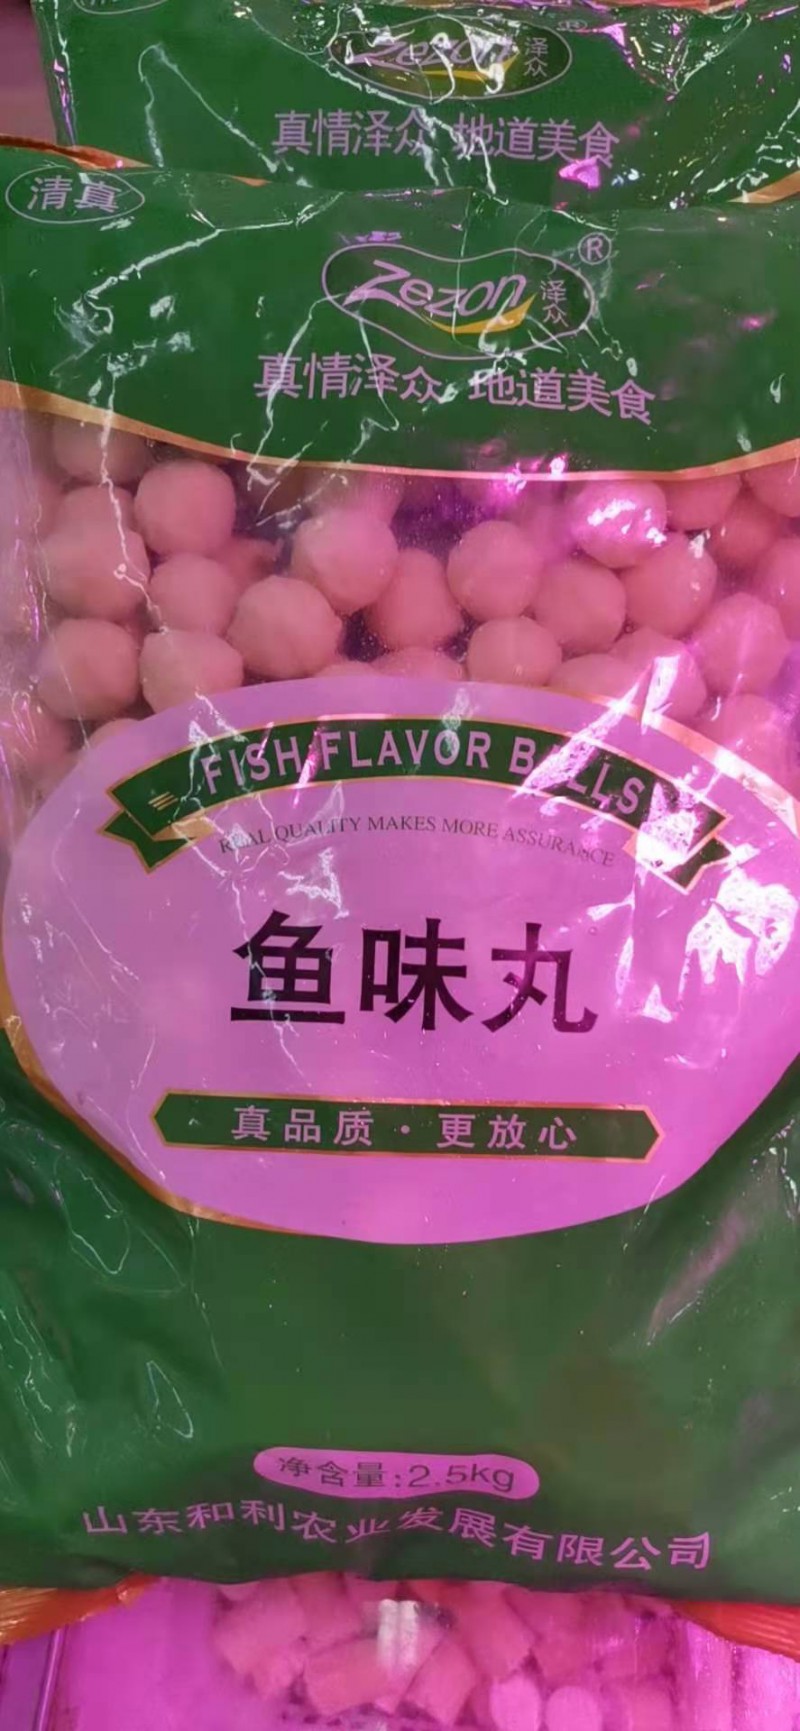 Zezon 泽众
真情泽众 地道美食
清真
Zezon 泽众 ®
真情泽众 地道美食
FISH FLAVOR BALLS
REAL QUALITY MAKES MORE ASSURANCE
鱼味丸
真品质·更放心
净含量:2.5kg
山东和利农业发展有限公司